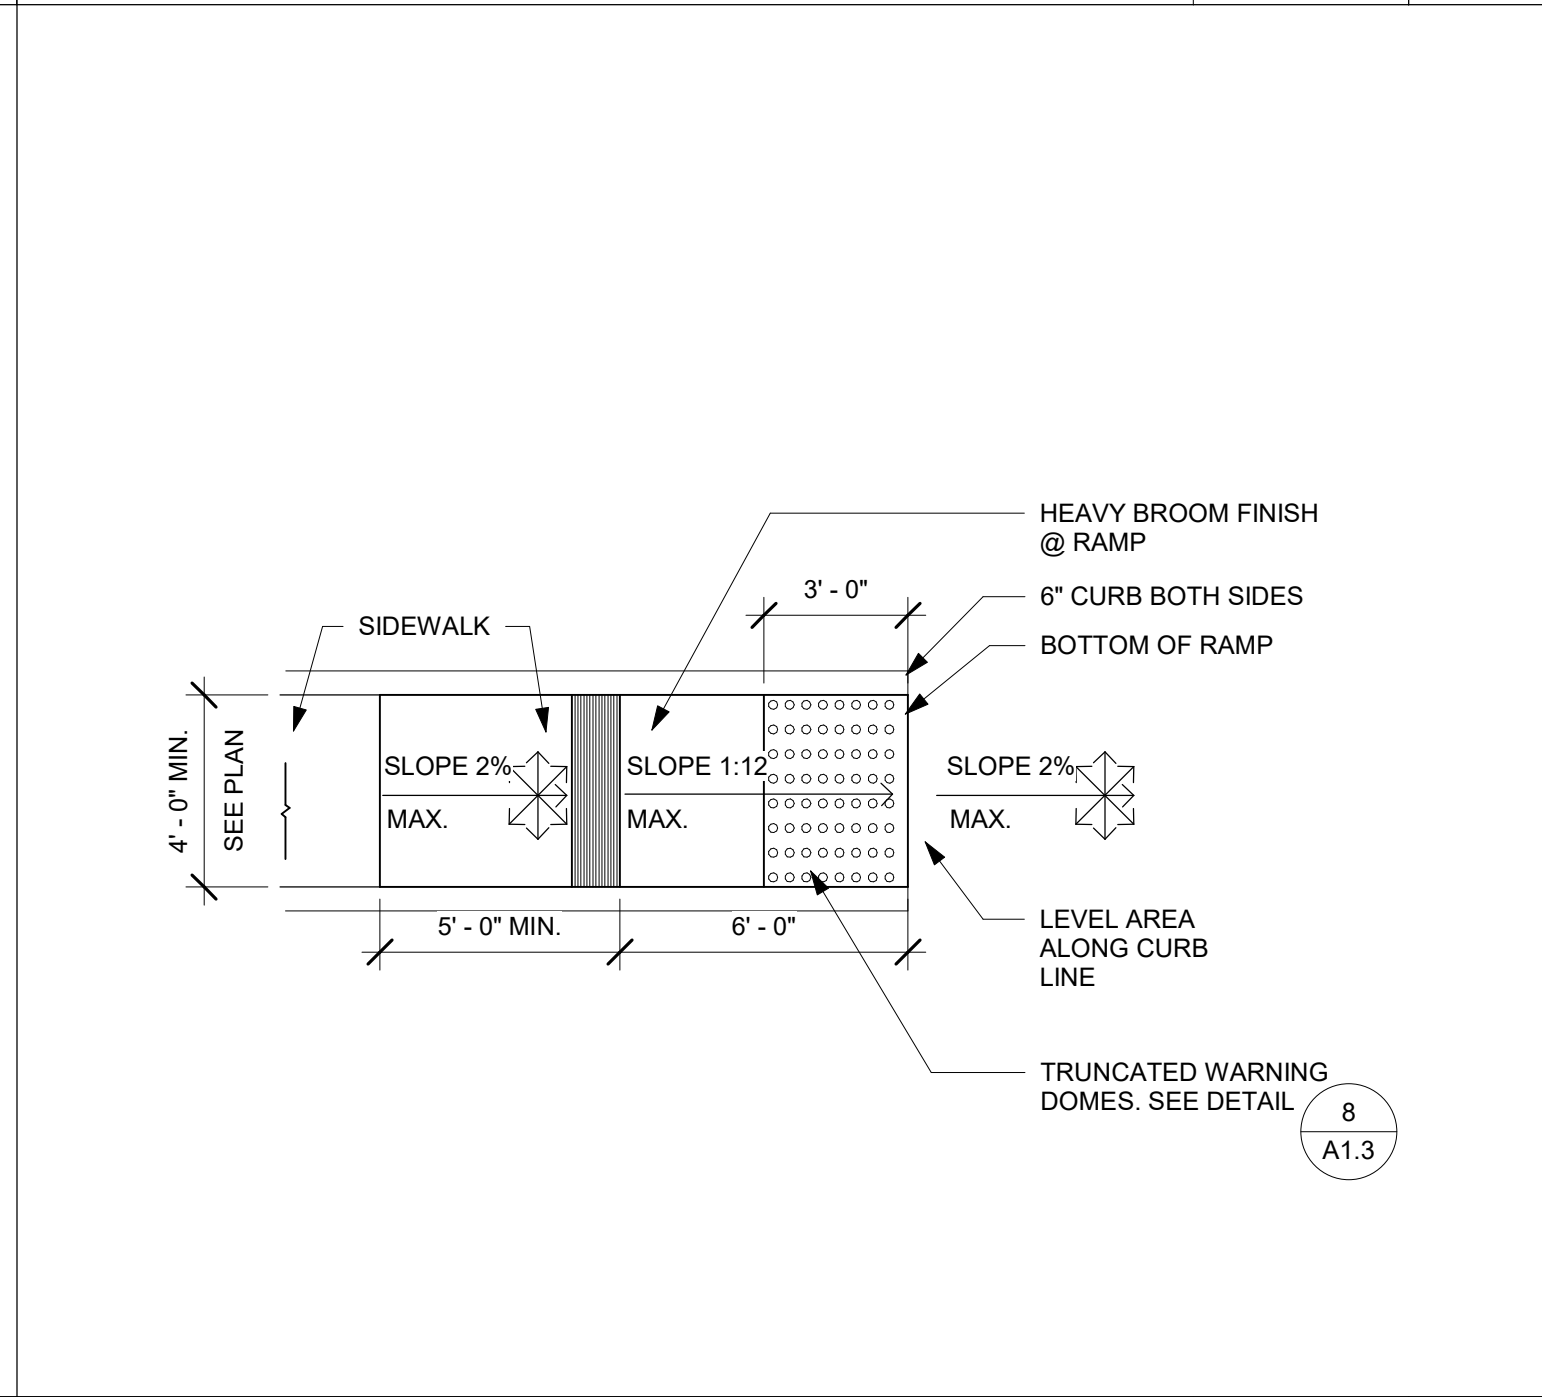 HEAVY BROOM FINISH
@ RAMP
3' - 0"
6" CURB BOTH SIDES
SIDEWALK
BOTTOM OF RAMP
4' - 0" MIN.
SEE PLAN
SLOPE 2%
MAX.
SLOPE 1:12
MAX.
SLOPE 2%
MAX.
5' - 0" MIN.
6' - 0"
LEVEL AREA
ALONG CURB
LINE
TRUNCATED WARNING
DOMES. SEE DETAIL
8
A1.3